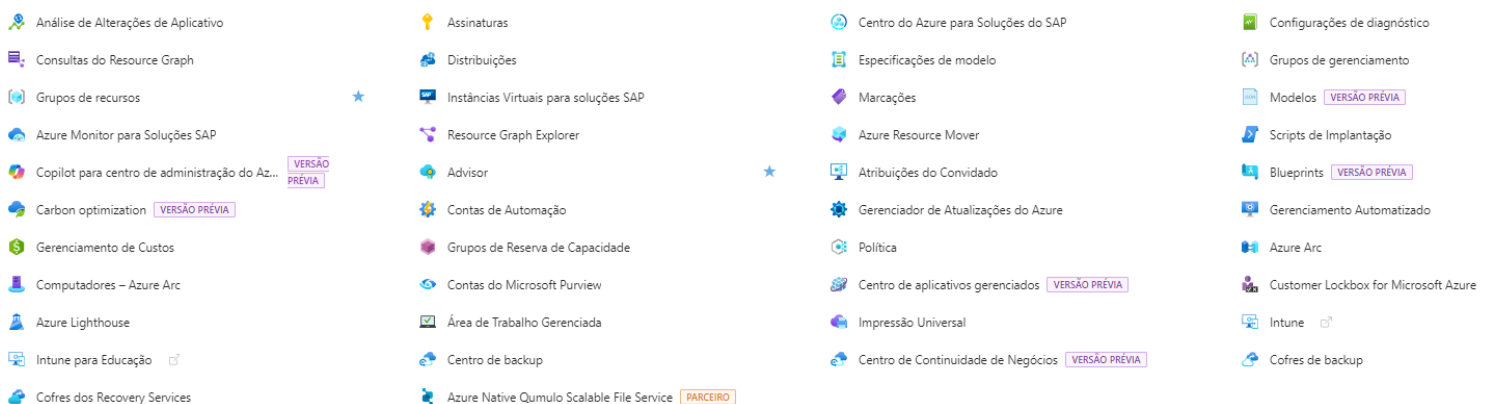 Análise de Alterações de Aplicativo
Assinaturas
Centro do Azure para Soluções do SAP
Configurações de diagnóstico
Consultas do Resource Graph
Distribuições
Especificações de modelo
Grupos de gerenciamento
Grupos de recursos
SAP
Instâncias Virtuais para soluções SAP
Marcações
Modelos VERSÃO PRÉVIA
Azure Monitor para Soluções SAP
Resource Graph Explorer
Azure Resource Mover
Scripts de Implantação
Copilot para centro de administração do Az... VERSÃO
PRÉVIA
Advisor
Atribuições do Convidado
Blueprints VERSÃO PRÉVIA
Carbon optimization VERSÃO PRÉVIA
Contas de Automação
Gerenciador de Atualizações do Azure
Gerenciamento Automatizado
Gerenciamento de Custos
Grupos de Reserva de Capacidade
Política
Azure Arc
Computadores – Azure Arc
Contas do Microsoft Purview
Centro de aplicativos gerenciados VERSÃO PRÉVIA
Customer Lockbox for Microsoft Azure
Azure Lighthouse
Área de Trabalho Gerenciada
Impressão Universal
Intune
Intune para Educação
Centro de backup
Centro de Continuidade de Negócios VERSÃO PRÉVIA
Cofres de backup
Cofres dos Recovery Services
Azure Native Qumulo Scalable File Service PARCEIRO